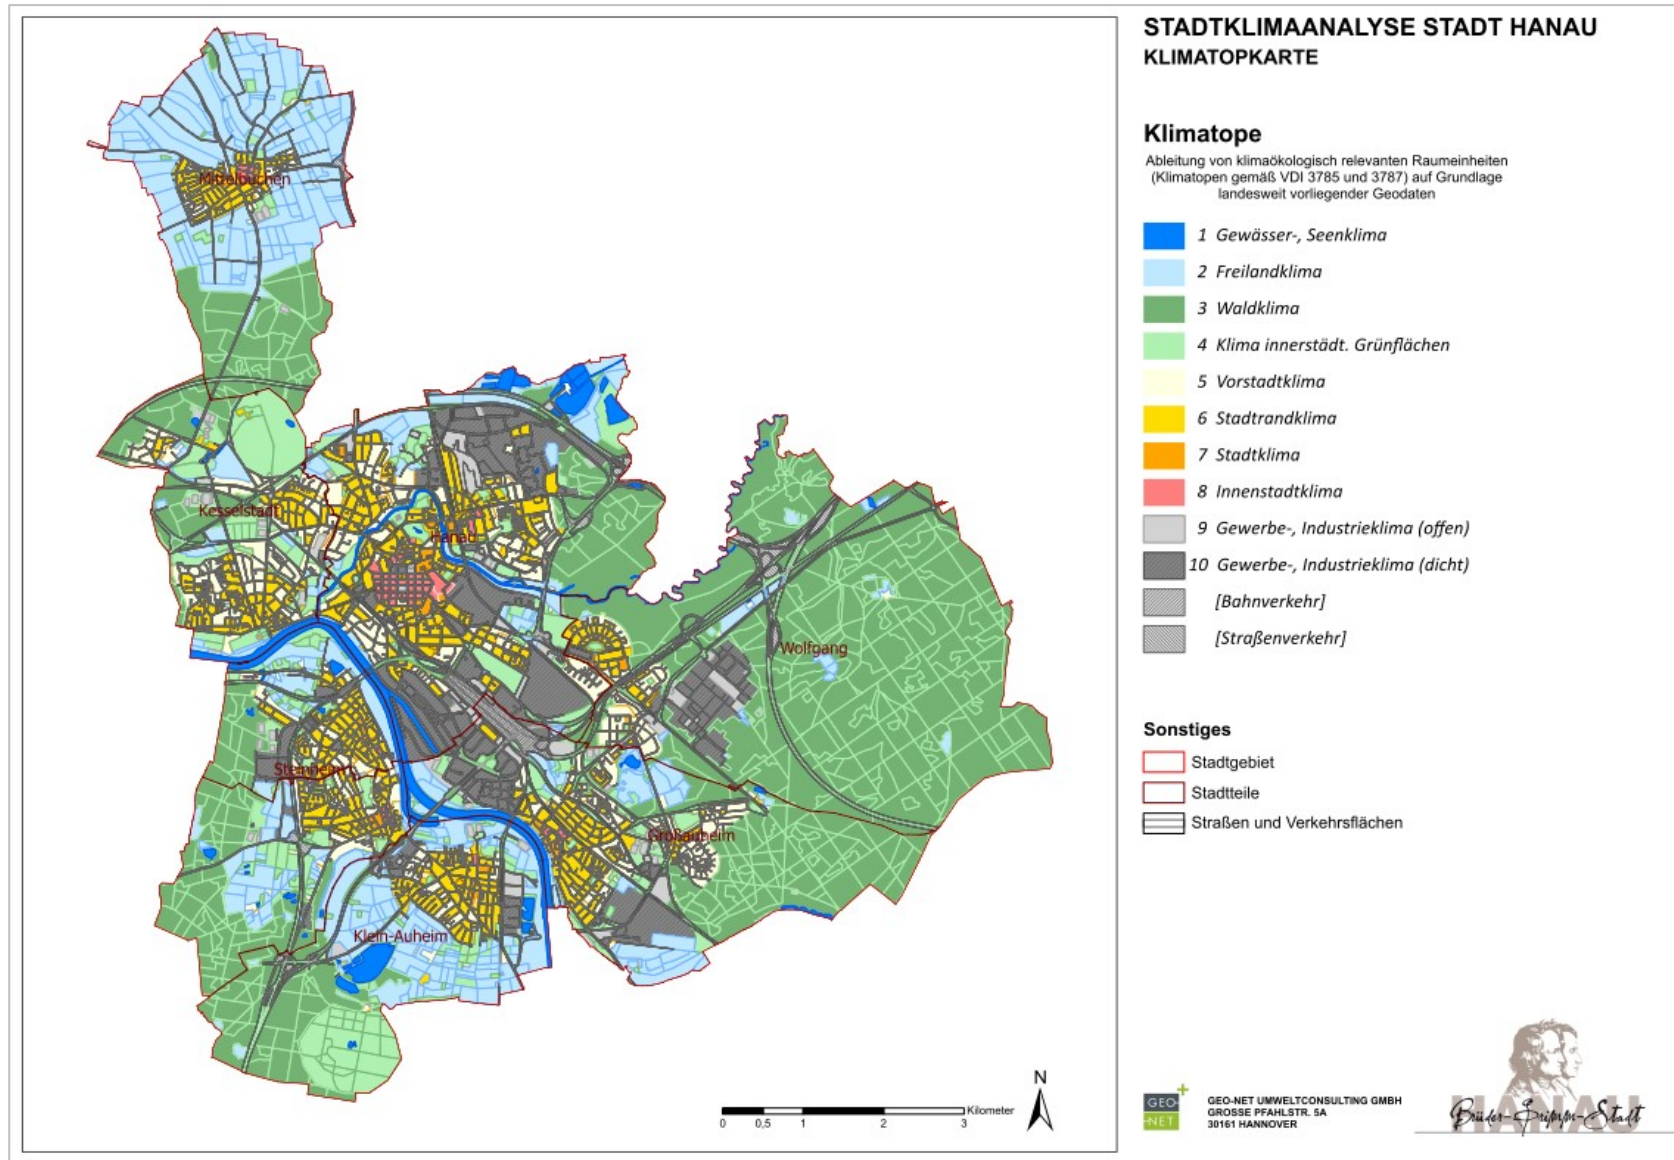 STADTKLIMAANALYSE STADT HANAU
KLIMATOPKARTE
Klimatope
Ableitung von klimaökologisch relevanten Raumeinheiten
(Klimatopen gemäß VDI 3785 und 3787) auf Grundlage
landesweit vorliegender Geodaten
1 Gewässer-, Seenklima
2 Freilandklima
3 Waldklima
4 Klima innerstädt. Grünflächen
5 Vorstadtklima
6 Stadtrandklima
7 Stadtklima
8 Innenstadtklima
9 Gewerbe-, Industrieklima (offen)
10 Gewerbe-, Industrieklima (dicht)
[Bahnverkehr]
[Straßenverkehr]
Sonstiges
Stadtgebiet
Stadtteile
Straßen und Verkehrsflächen
Mittelbuchen
Kesselstadt
Hanau
Wolfgang
Steinheim
Großauheim
Klein-Auheim
N
Kilometer
0 0,5 1 2 3
GEO-
NET
GEO-NET UMWELTCONSULTING GMBH
GROSSE PFAHLSTR. 5A
30161 HANNOVER
HANAU
Brüder-Grimm-Stadt